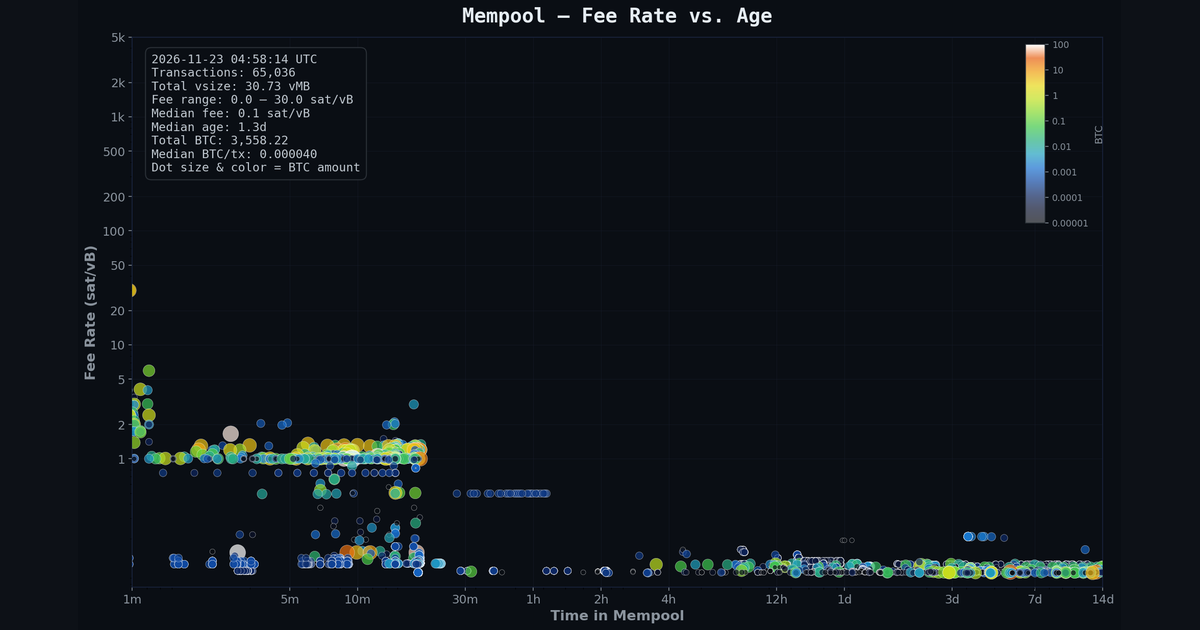 Mempool — Fee Rate vs. Age
5k
2k
1k
500
200
100
50
20
10
5
2
1
Fee Rate (sat/vB)
2026-11-23 04:58:14 UTC
Transactions: 65,036
Total vsize: 30.73 vMB
Fee range: 0.0 — 30.0 sat/vB
Median fee: 0.1 sat/vB
Median age: 1.3d
Total BTC: 3,558.22
Median BTC/tx: 0.000040
Dot size & color = BTC amount
100
10
1
0.1
0.01
0.001
0.0001
0.00001
BTC
1m 5m 10m 30m 1h 2h 4h 12h 1d 3d 7d 14d
Time in Mempool